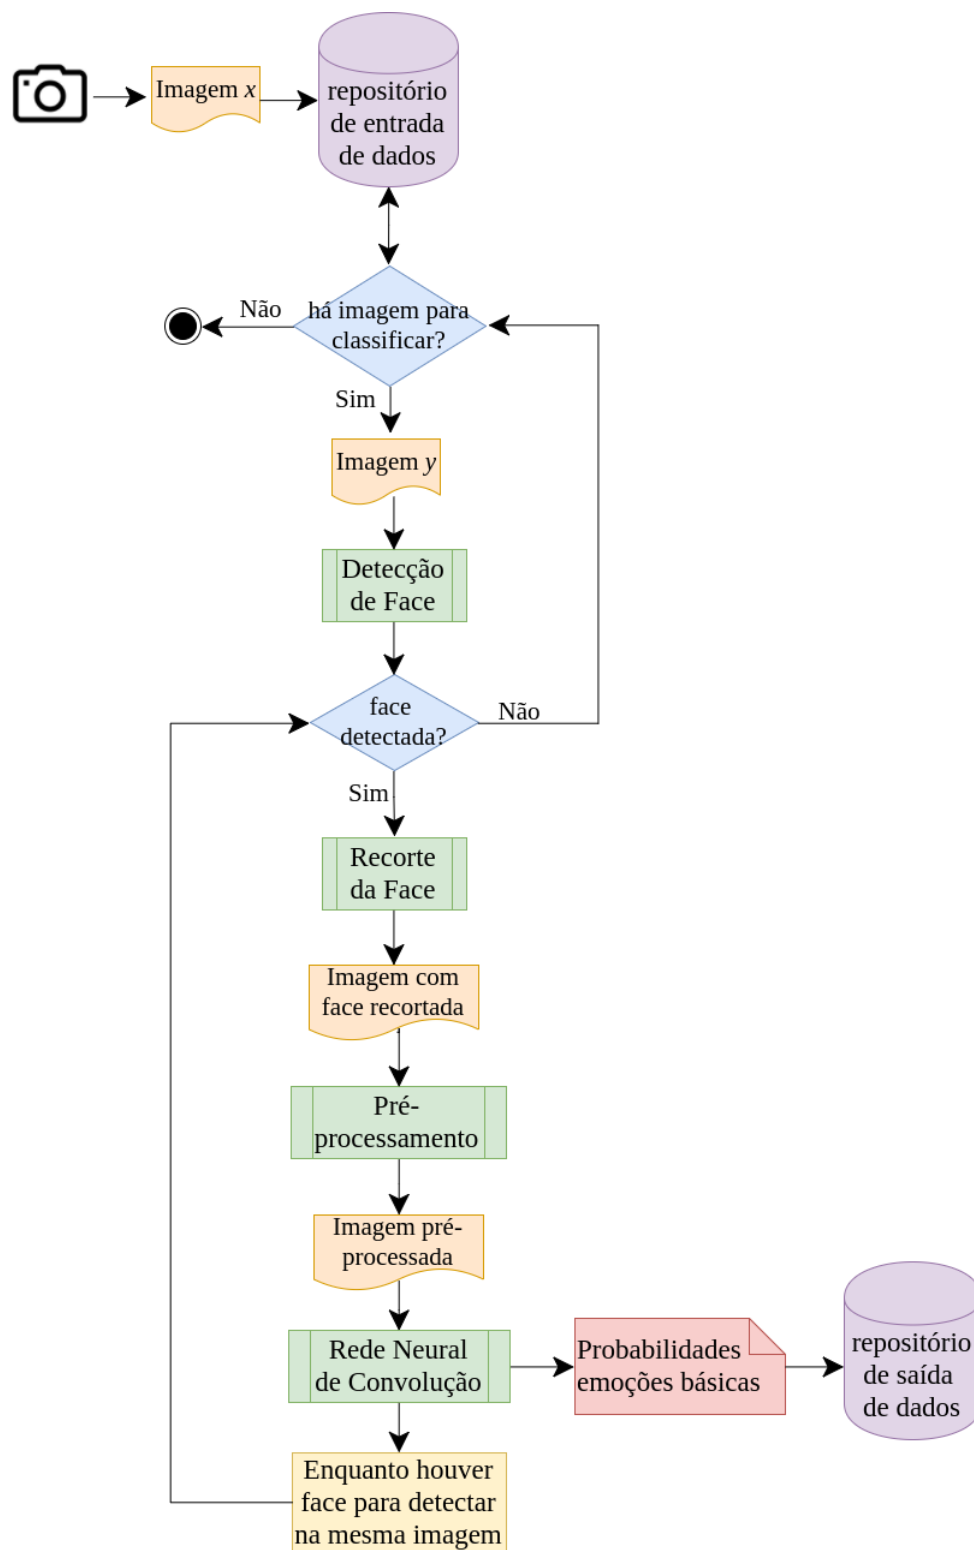 Imagem x
repositório
de entrada
de dados
Não
há imagem para
classificar?
Sim
Imagem y
Detecção
de Face
face
detectada?
Não
Sim
Recorte
da Face
Imagem com
face recortada
Pré-
processamento
Imagem pré-
processada
Rede Neural
de Convolução
Probabilidades
emoções básicas
repositório
de saída
de dados
Enquanto houver
face para detectar
na mesma imagem